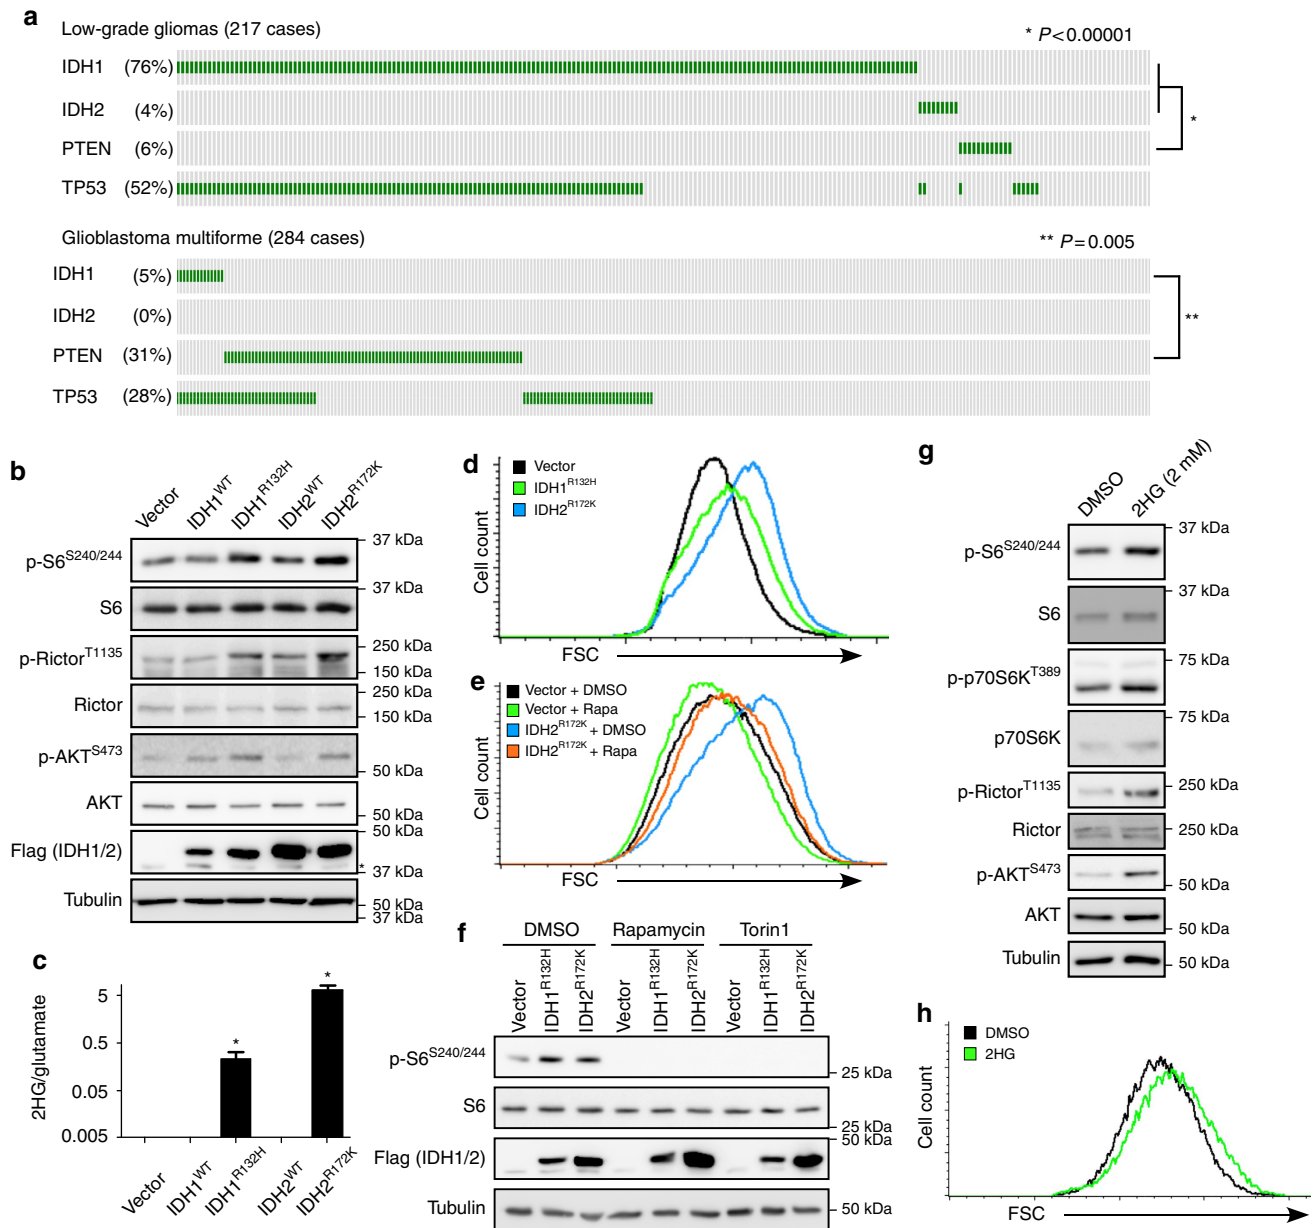 a
Low-grade gliomas (217 cases)
* P<0.00001
IDH1 (76%)
IDH2 (4%)
PTEN (6%)
TP53 (52%)
*
Glioblastoma multiforme (284 cases)
** P=0.005
IDH1 (5%)
IDH2 (0%)
PTEN (31%)
TP53 (28%)
**
b
Vector IDH1WT IDH1R132H IDH2WT IDH2R172K
p-S6S240/244 37 kDa
S6 37 kDa
p-RictorT1135 250 kDa
150 kDa
Rictor 250 kDa
150 kDa
p-AKTS473 50 kDa
AKT 50 kDa
Flag (IDH1/2) 50 kDa
*
37 kDa
Tubulin 50 kDa
37 kDa
c
2HG/glutamate
5
0.5
0.05
0.005
* *
Vector IDH1WT IDH1R132H IDH2WT IDH2R172K
d
Vector
IDH1R132H
IDH2R172K
Cell count
FSC
e
Vector + DMSO
Vector + Rapa
IDH2R172K + DMSO
IDH2R172K + Rapa
Cell count
FSC
f
DMSO Rapamycin Torin1
Vector IDH1R132H IDH2R172K Vector IDH1R132H IDH2R172K Vector IDH1R132H IDH2R172K
p-S6S240/244 25 kDa
S6 25 kDa
Flag (IDH1/2) 50 kDa
Tubulin 50 kDa
g
DMSO 2HG (2 mM)
p-S6S240/244 37 kDa
S6 37 kDa
p-p70S6KT389 75 kDa
p70S6K 75 kDa
p-RictorT1135 250 kDa
Rictor 250 kDa
p-AKTS473 50 kDa
AKT 50 kDa
Tubulin 50 kDa
h
DMSO
2HG
Cell count
FSC